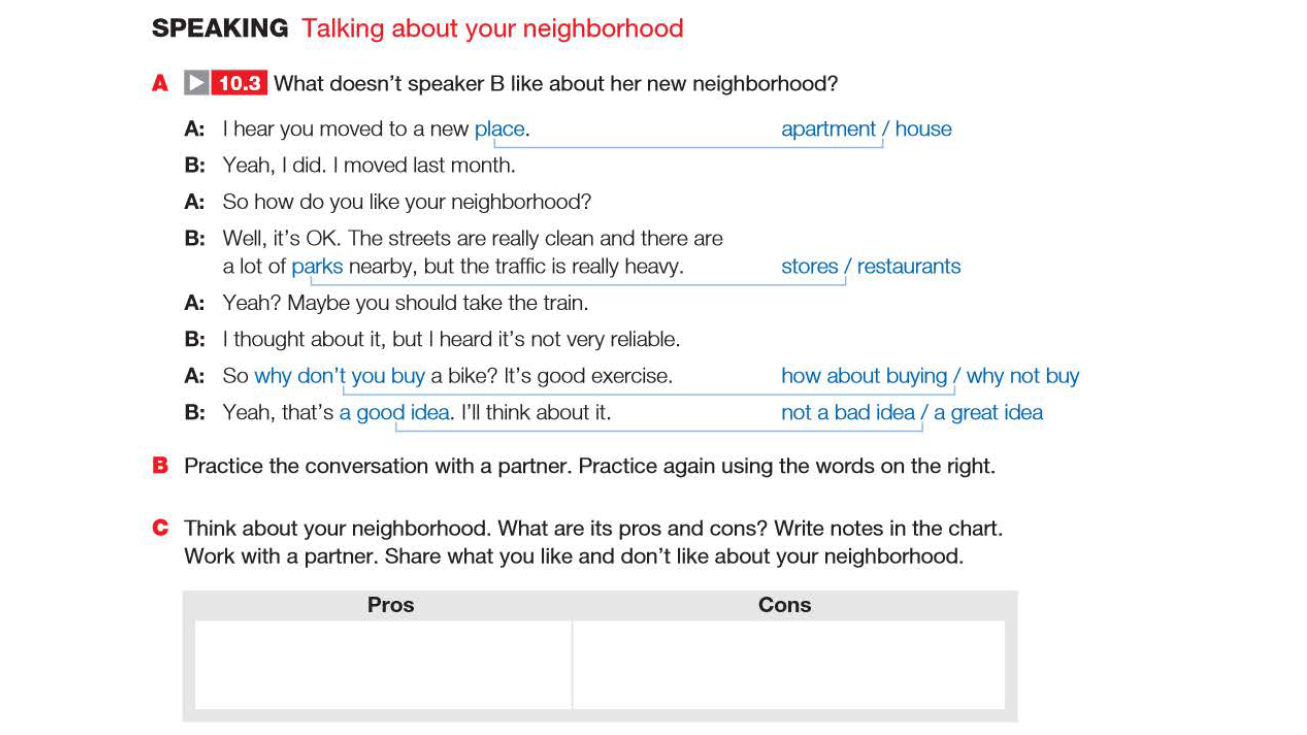 SPEAKING Talking about your neighborhood
A 10.3 What doesn't speaker B like about her new neighborhood?
A: I hear you moved to a new place. apartment / house
B: Yeah, I did. I moved last month.
A: So how do you like your neighborhood?
B: Well, it's OK. The streets are really clean and there are
a lot of parks nearby, but the traffic is really heavy. stores / restaurants
A: Yeah? Maybe you should take the train.
B: I thought about it, but I heard it's not very reliable.
A: So why don't you buy a bike? It's good exercise. how about buying / why not buy
B: Yeah, that's a good idea. I'll think about it. not a bad idea / a great idea
B Practice the conversation with a partner. Practice again using the words on the right.
C Think about your neighborhood. What are its pros and cons? Write notes in the chart.
Work with a partner. Share what you like and don't like about your neighborhood.
Pros Cons